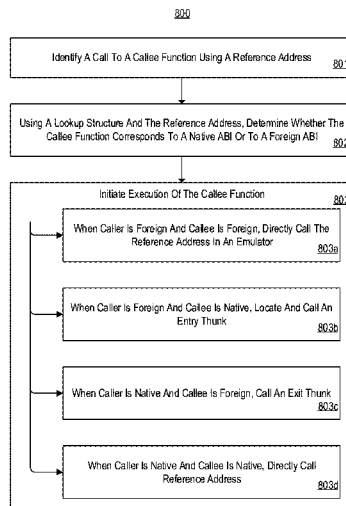 800
Identify A Call To A Callee Function Using A Reference Address
801
Using A Lookup Structure And The Reference Address, Determine Whether The
Callee Function Corresponds To A Native ABI Or To A Foreign ABI
802
803
Initiate Execution Of The Callee Function
When Caller Is Foreign And Callee Is Foreign, Directly Call The
Reference Address In An Emulator
803a
When Caller Is Foreign And Callee Is Native, Locate And Call An
Entry Thunk
803b
When Caller Is Native And Callee Is Foreign, Call An Exit Thunk
803c
When Caller Is Native And Callee Is Native, Directly Call
Reference Address
803d